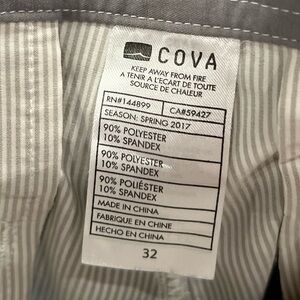 COVA
KEEP AWAY FROM FIRE
A TENIR A L'ECART DE TOUTE
SOURCE DE CHALEUR
RN#144899 CA#59427
SEASON: SPRING 2017
90% POLYESTER
10% SPANDEX
90% POLYESTER
10% SPANDEX
90% POLIÉSTER
10% SPANDEX
MADE IN CHINA
FABRIQUE EN CHINE
HECHO EN CHINA
32